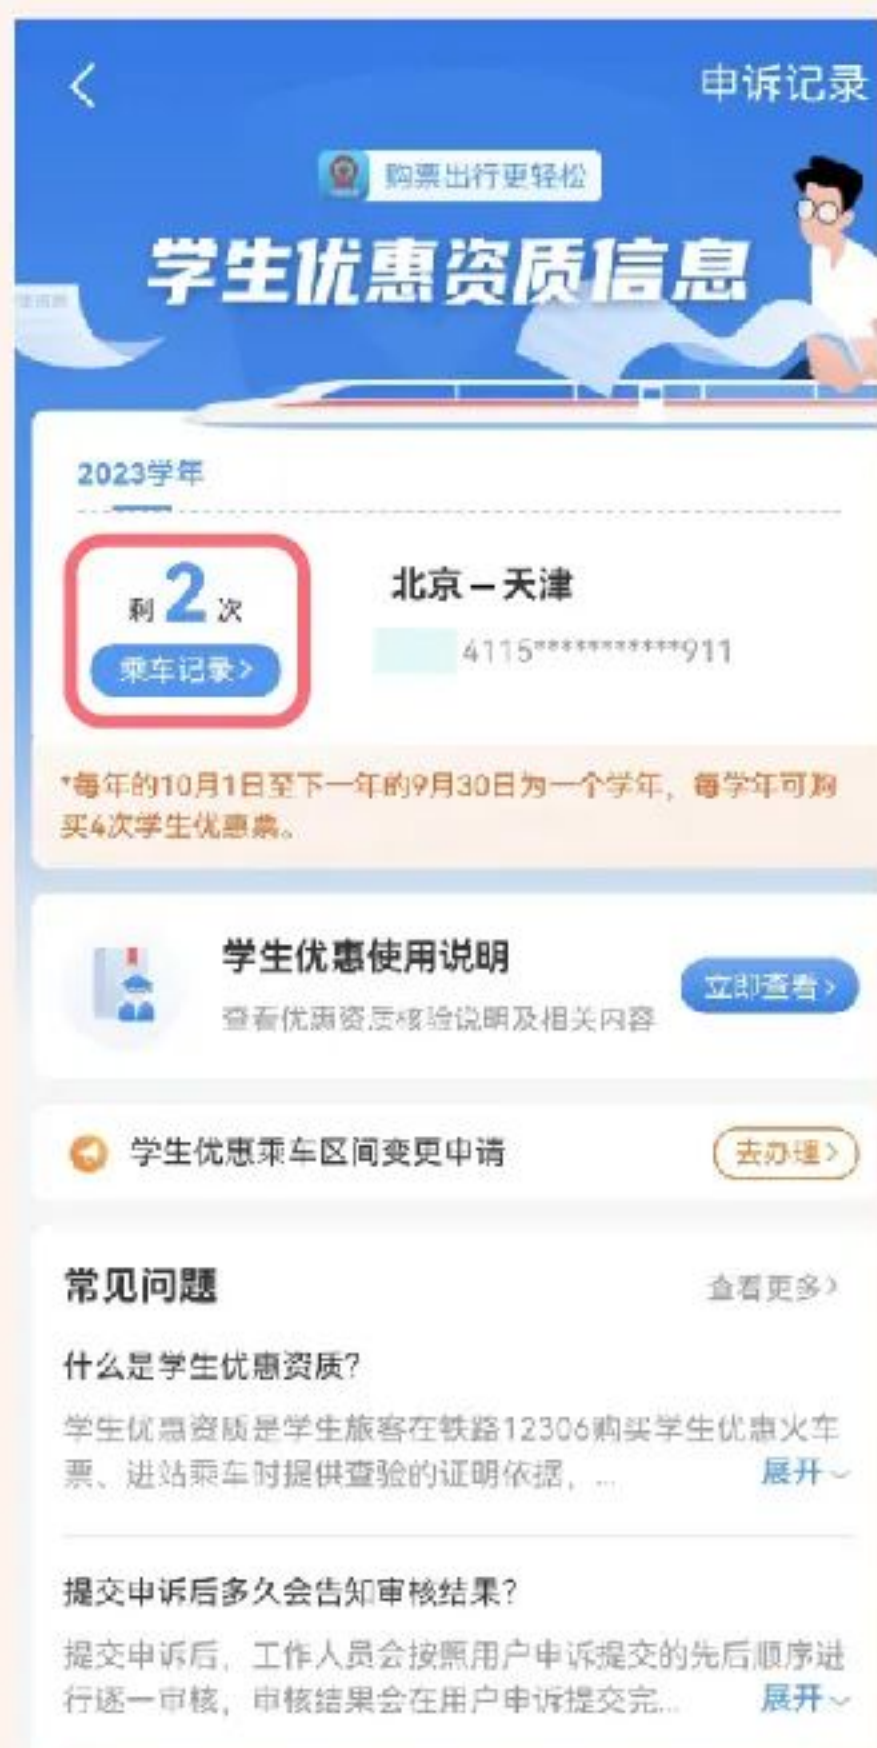 申诉记录
购票出行更轻松
学生优惠资质信息
2023学年
剩2次
北京－天津
乘车记录>
4115***********911
*每年的10月1日至下一年的9月30日为一个学年，每学年可购
买4次学生优惠票。
学生优惠使用说明
立即查看>
查看优惠资质核验说明及相关内容
学生优惠乘车区间变更申请
去办理>
常见问题
查看更多>
什么是学生优惠资质？
学生优惠资质是学生旅客在铁路12306购买学生优惠火车
票、进站乘车时提供查验的证明依据，...
展开
提交申诉后多久会告知审核结果？
提交申诉后，工作人员会按照用户申诉提交的先后顺序进
行逐一审核，审核结果会在用户申诉提交完...
展开